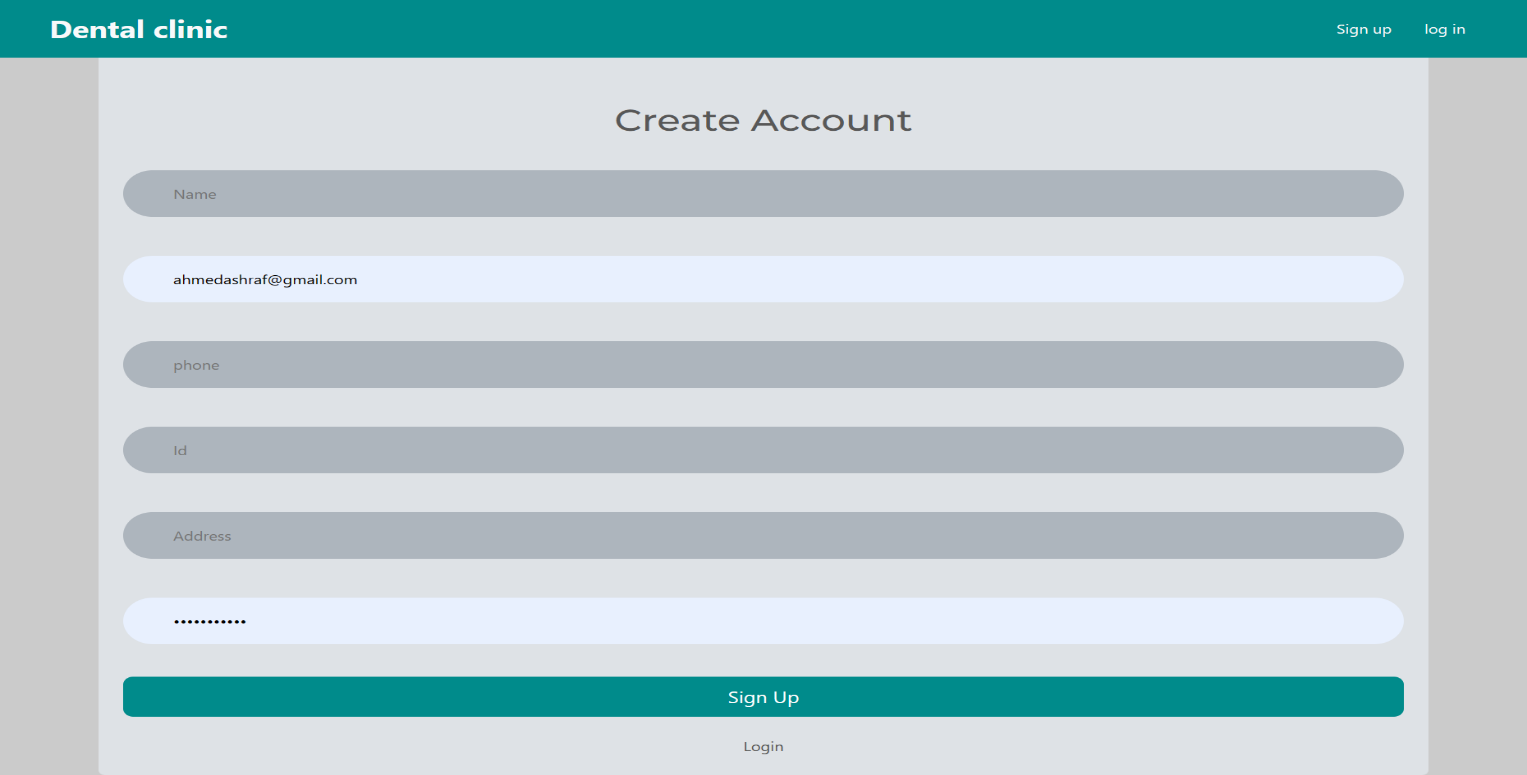 Dental clinic
Sign up
log in
Create Account
Name
ahmedashraf@gmail.com
phone
Id
Address
•••••••••••
Sign Up
Login